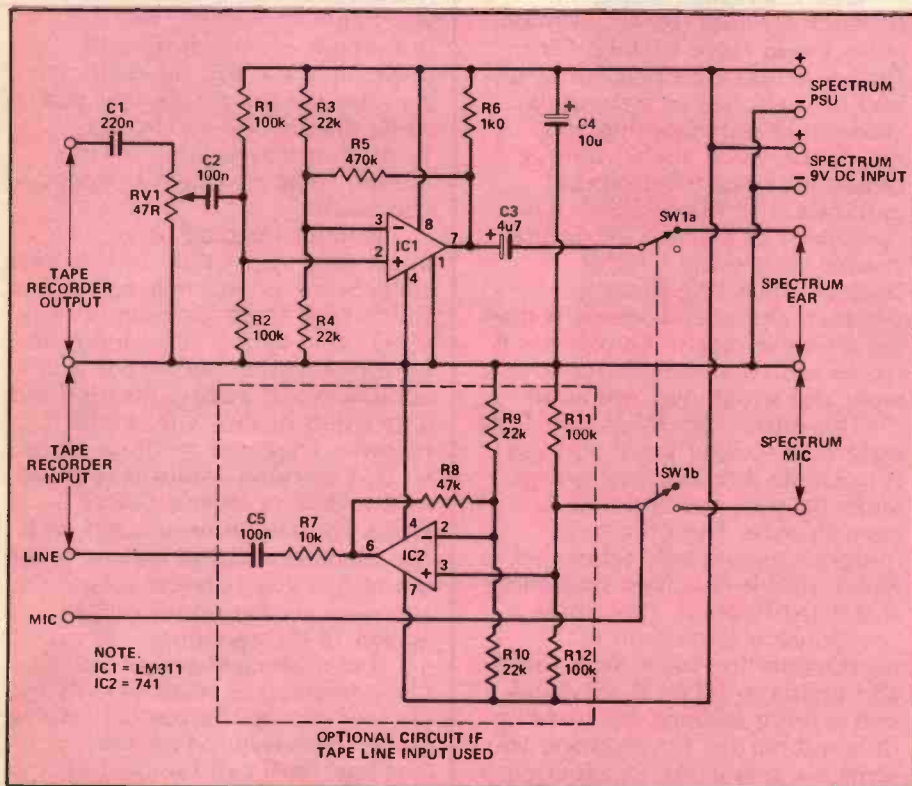 C1
220n
RV1
47R
C2
100n
R1
100k
R3
22k
R5
470k
R6
1k0
C4
10u
+
+
−
+
−
SPECTRUM
PSU
SPECTRUM
9V DC INPUT
3
−
2
+
IC1
8
7
4
1
+
C3
4u7
SW1a
TAPE
RECORDER
OUTPUT
R2
100k
R4
22k
SPECTRUM
EAR
TAPE
RECORDER
INPUT
R9
22k
R11
100k
SPECTRUM
MIC
SW1b
R8
47k
C5
100n
R7
10k
LINE
6
IC2
4
2
−
+
3
7
MIC
R10
22k
R12
100k
NOTE.
IC1 = LM311
IC2 = 741
OPTIONAL CIRCUIT IF
TAPE LINE INPUT USED